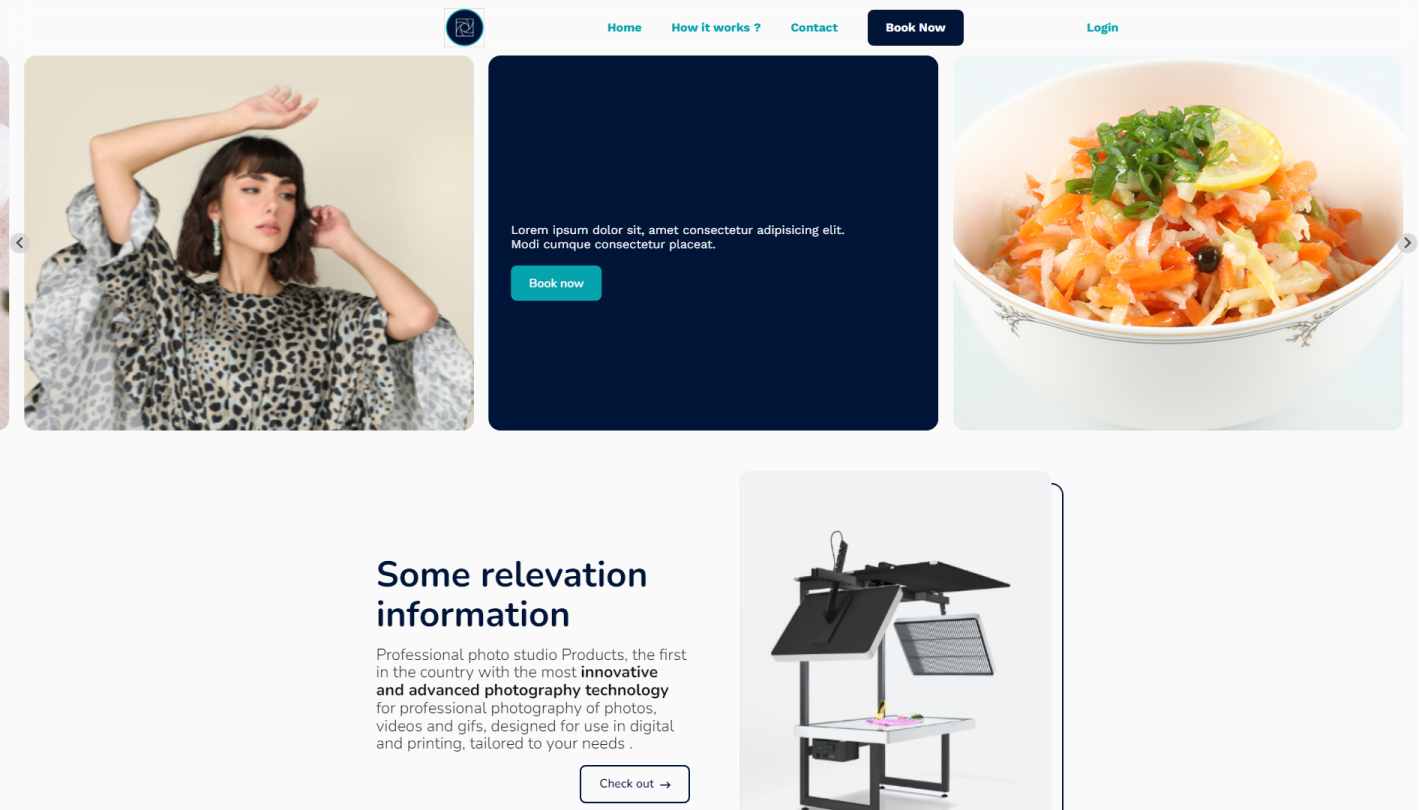 Home
How it works ?
Contact
Book Now
Login
Lorem ipsum dolor sit, amet consectetur adipisicing elit.
Modi cumque consectetur placeat.
Book now
Some relevation
information
Professional photo studio Products, the first
in the country with the most innovative
and advanced photography technology
for professional photography of photos,
videos and gifs, designed for use in digital
and printing, tailored to your needs .
Check out →